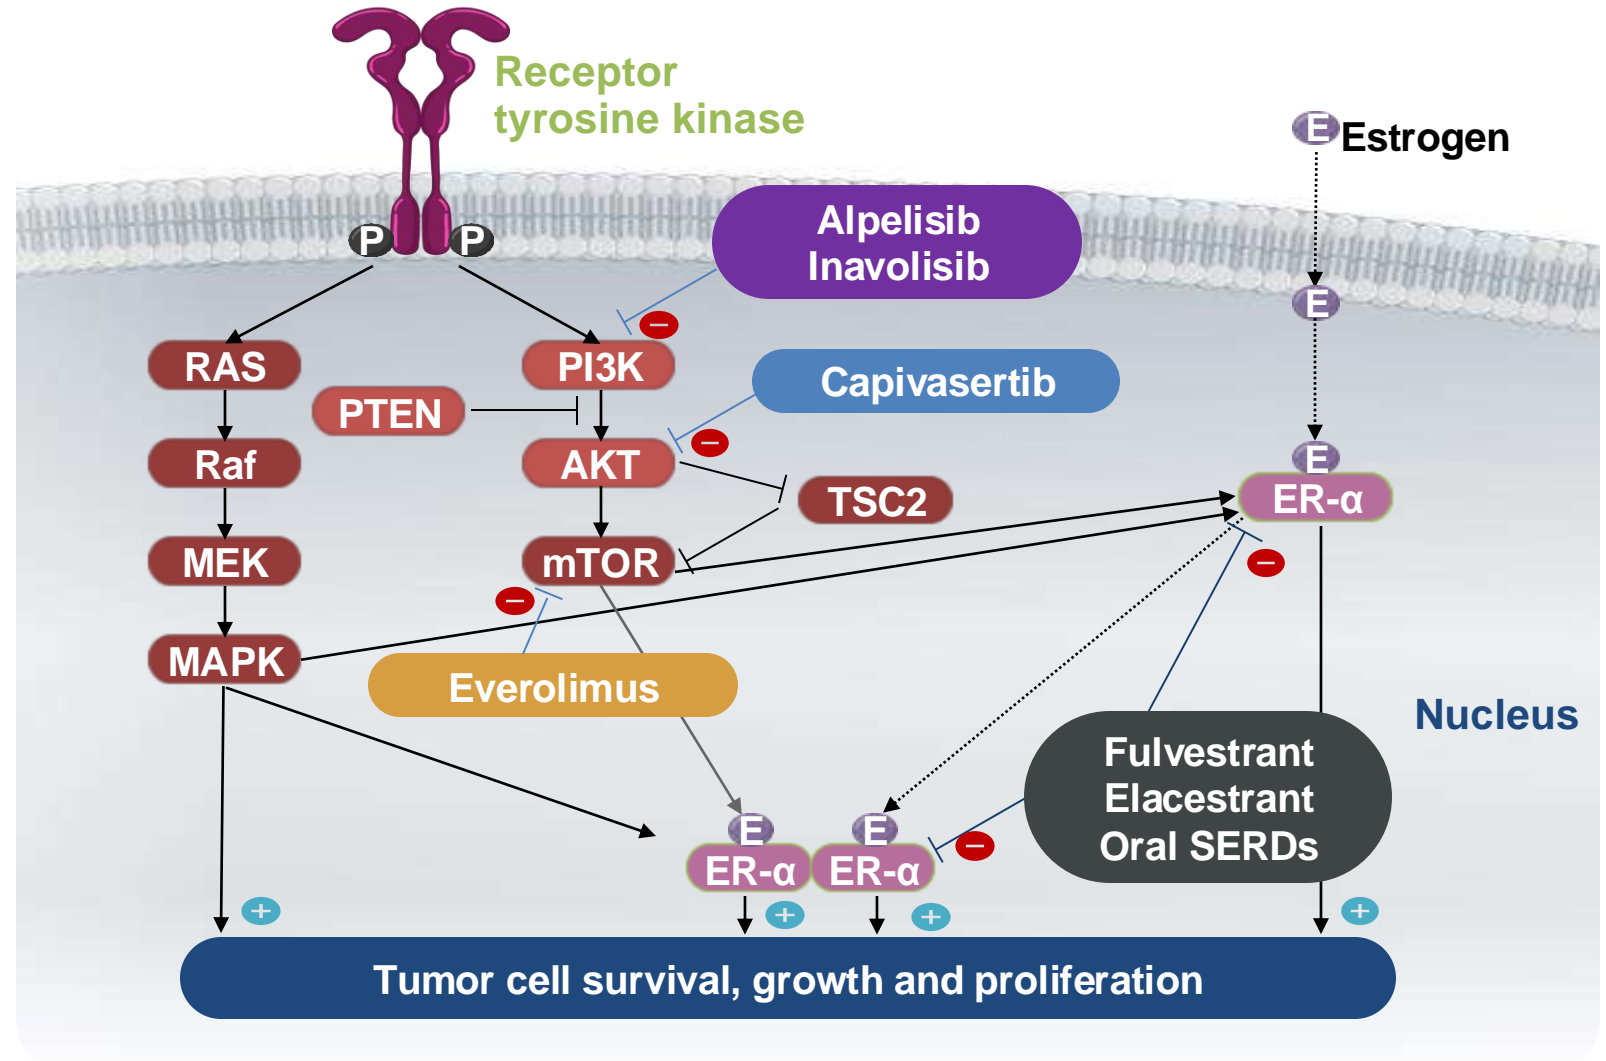 Receptor
tyrosine kinase
E
Estrogen
P
P
Alpelisib
Inavolisib
E
−
RAS
PI3K
Capivasertib
PTEN
−
Raf
AKT
E
TSC2
ER-α
MEK
mTOR
−
−
MAPK
Everolimus
Nucleus
Fulvestrant
Elacestrant
Oral SERDs
E
E
−
ER-α
ER-α
+
+
+
+
Tumor cell survival, growth and proliferation